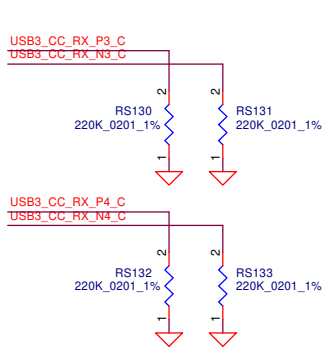 USB3_CC_RX_P3_C
USB3_CC_RX_N3_C
2
2
RS130
220K_0201_1%
RS131
220K_0201_1%
1
1
USB3_CC_RX_P4_C
USB3_CC_RX_N4_C
2
2
RS132
220K_0201_1%
RS133
220K_0201_1%
1
1